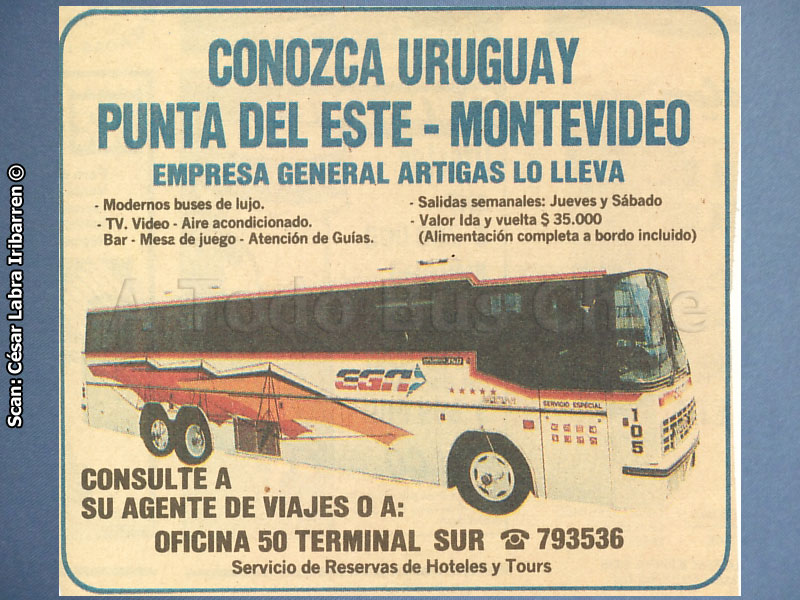 CONOZCA URUGUAY
PUNTA DEL ESTE - MONTEVIDEO
EMPRESA GENERAL ARTIGAS LO LLEVA
- Modernos buses de lujo.
- TV. Video - Aire acondicionado.
Bar - Mesa de juego - Atención de Guías.
- Salidas semanales: Jueves y Sábado
- Valor Ida y vuelta $ 35.000
(Alimentación completa a bordo incluido)
A Todo Bus Chile
EGA
SERVICIO ESPECIAL
105
CONSULTE A
SU AGENTE DE VIAJES O A:
OFICINA 50 TERMINAL SUR ☎ 793536
Servicio de Reservas de Hoteles y Tours
Scan: César Labra Iribarren ©